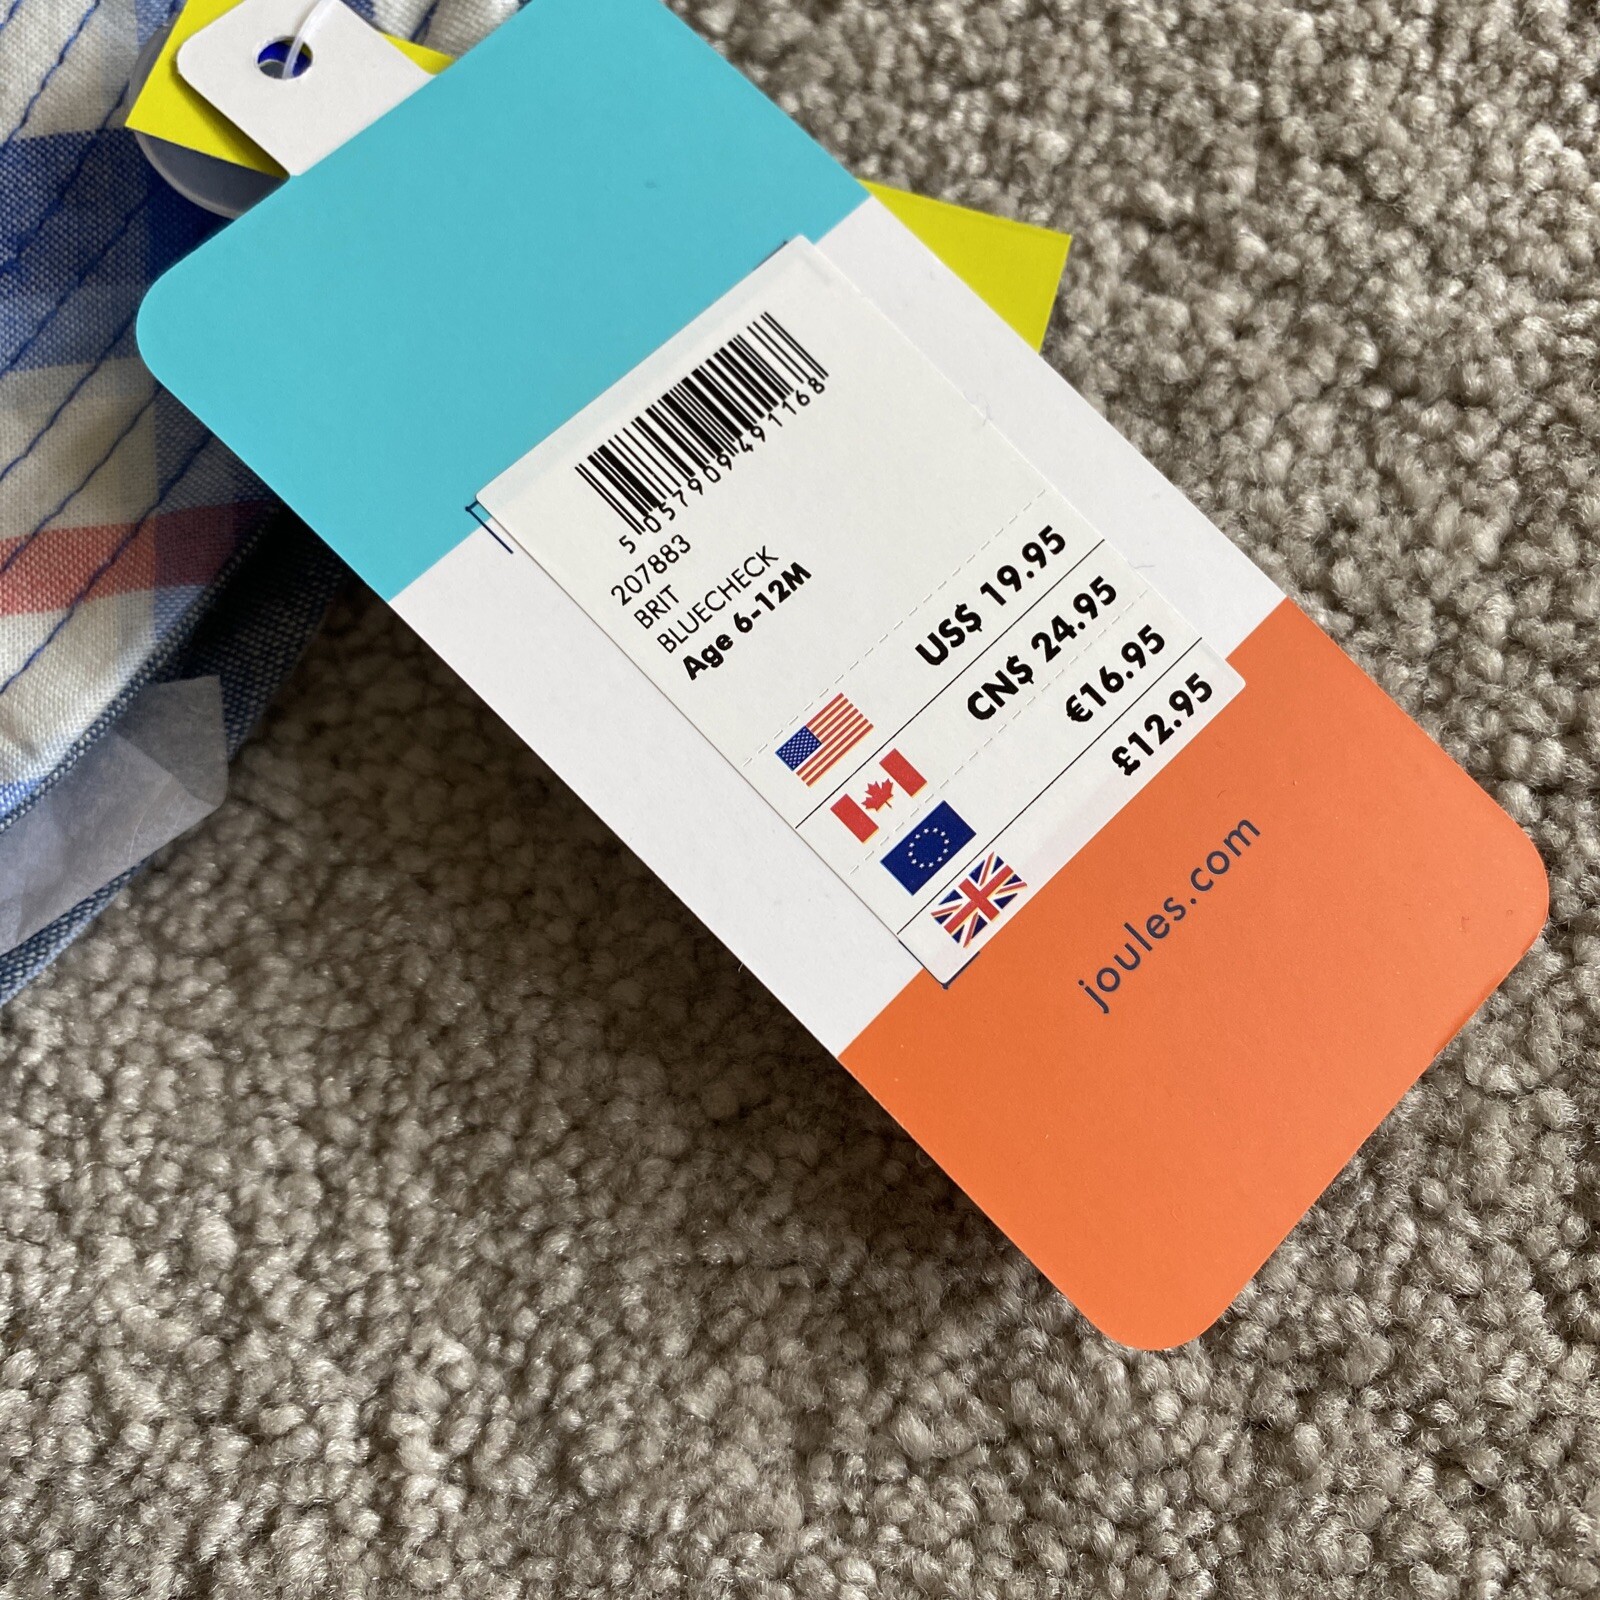 5 057909 491168
207883
BRIT
BLUECHECK
Age 6-12M
US$ 19.95
CN$ 24.95
€16.95
£12.95
joules.com